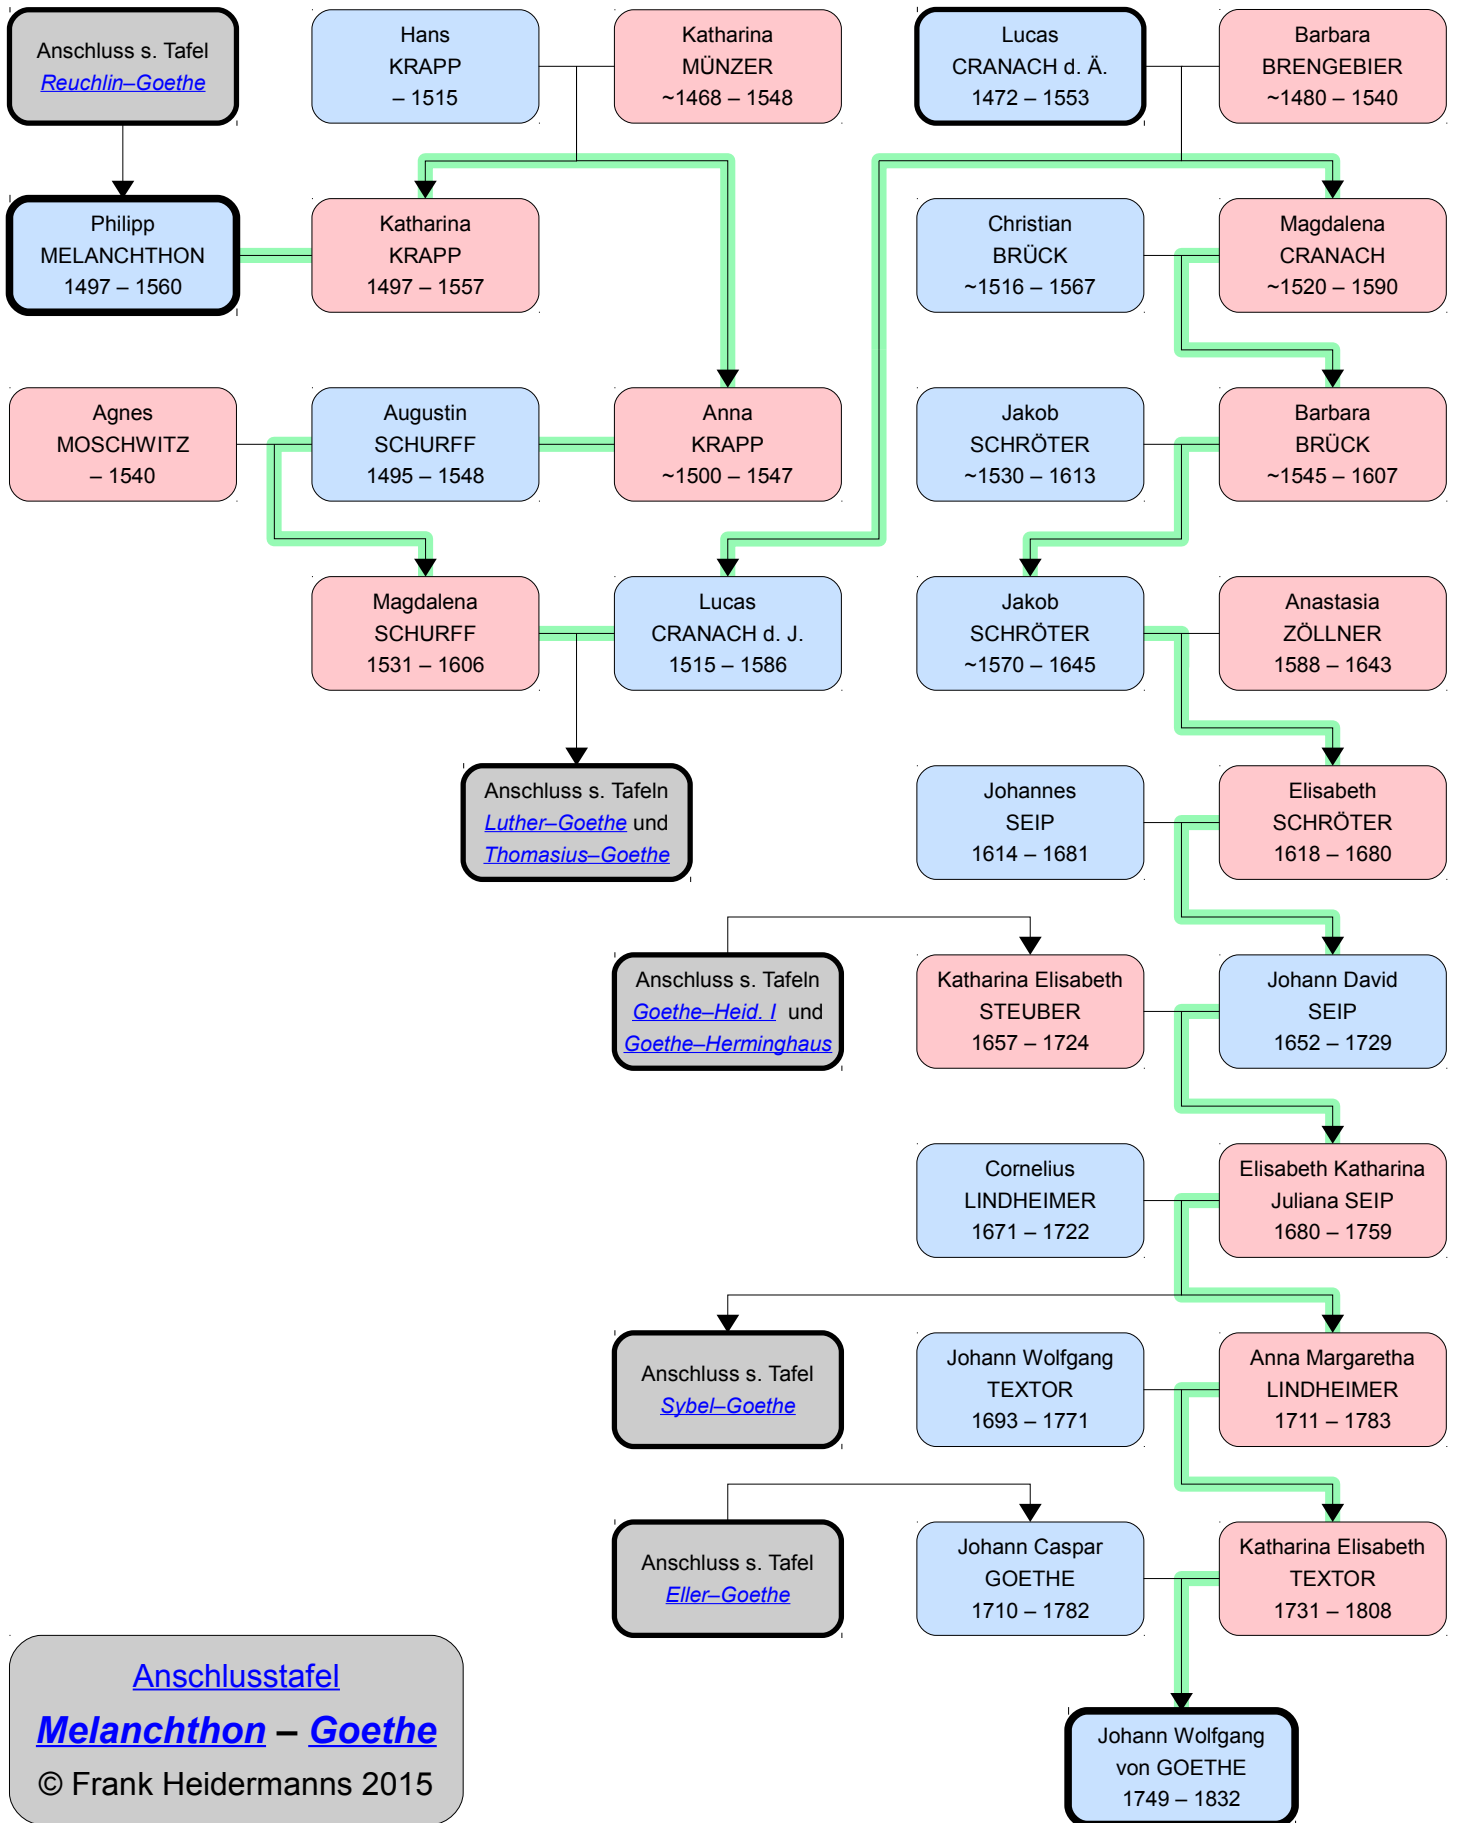 Anschluss s. Tafel
Reuchlin–Goethe
Hans
KRAPP
– 1515
Katharina
MÜNZER
~1468 – 1548
Lucas
CRANACH d. Ä.
1472 – 1553
Barbara
BRENGEBIER
~1480 – 1540
Philipp
MELANCHTHON
1497 – 1560
Katharina
KRAPP
1497 – 1557
Christian
BRÜCK
~1516 – 1567
Magdalena
CRANACH
~1520 – 1590
Agnes
MOSCHWITZ
– 1540
Augustin
SCHURFF
1495 – 1548
Anna
KRAPP
~1500 – 1547
Jakob
SCHRÖTER
~1530 – 1613
Barbara
BRÜCK
~1545 – 1607
Magdalena
SCHURFF
1531 – 1606
Lucas
CRANACH d. J.
1515 – 1586
Jakob
SCHRÖTER
~1570 – 1645
Anastasia
ZÖLLNER
1588 – 1643
Anschluss s. Tafeln
Luther–Goethe und
Thomasius–Goethe
Johannes
SEIP
1614 – 1681
Elisabeth
SCHRÖTER
1618 – 1680
Anschluss s. Tafeln
Goethe–Heid. I und
Goethe–Herminghaus
Katharina Elisabeth
STEUBER
1657 – 1724
Johann David
SEIP
1652 – 1729
Cornelius
LINDHEIMER
1671 – 1722
Elisabeth Katharina
Juliana SEIP
1680 – 1759
Anschluss s. Tafel
Sybel–Goethe
Johann Wolfgang
TEXTOR
1693 – 1771
Anna Margaretha
LINDHEIMER
1711 – 1783
Anschluss s. Tafel
Eller–Goethe
Johann Caspar
GOETHE
1710 – 1782
Katharina Elisabeth
TEXTOR
1731 – 1808
Anschlusstafel
Melanchthon – Goethe
© Frank Heidermanns 2015
Johann Wolfgang
von GOETHE
1749 – 1832